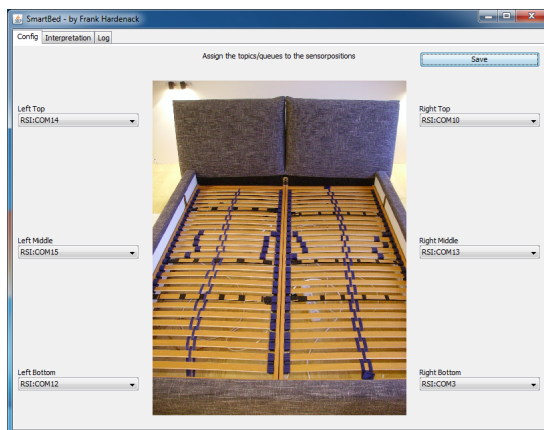 SmartBed - by Frank Hardenack
Config Interpretation Log
Assign the topics/queues to the sensorpositions
Save
Left Top
RSI:COM14
Right Top
RSI:COM10
Left Middle
RSI:COM15
Right Middle
RSI:COM13
Left Bottom
RSI:COM12
Right Bottom
RSI:COM3